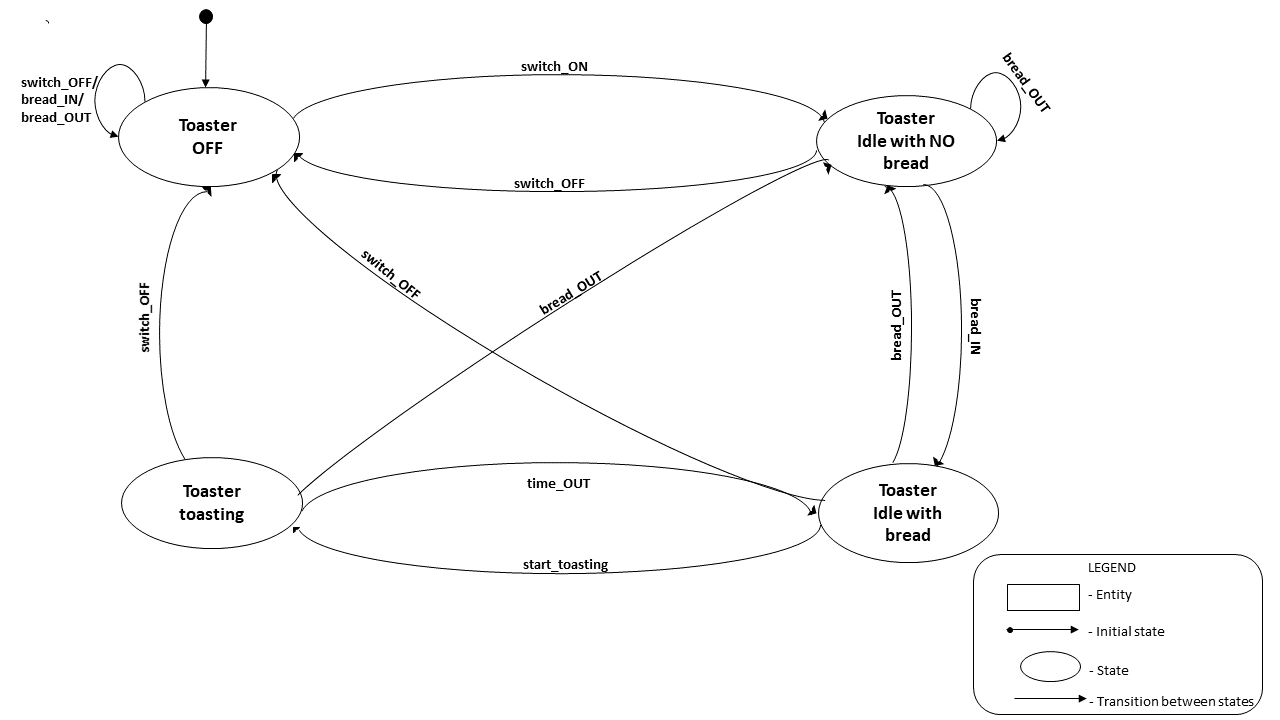 switch_ON
switch_OFF/
bread_IN/
bread_OUT
Toaster
OFF
Toaster
Idle with NO
bread
bread_OUT
switch_OFF
switch_OFF
bread_OUT
switch_OFF
bread_OUT
bread_IN
Toaster
toasting
time_OUT
Toaster
Idle with
bread
start_toasting
LEGEND
- Entity
- Initial state
- State
- Transition between states